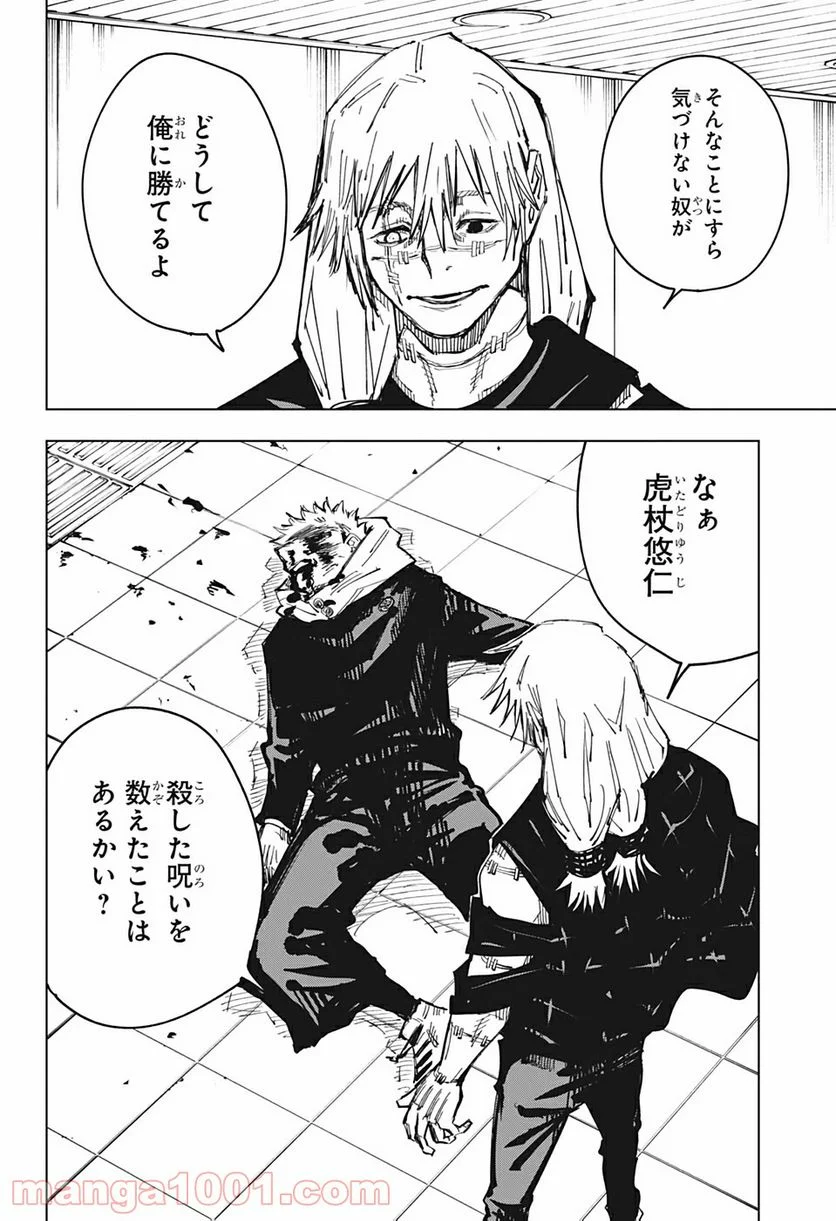 そんなことにすら
気づけない奴が
どうして
俺に勝てるよ
なぁ
虎杖悠仁
殺した呪いを
数えたことは
あるかい？
manga1001.com